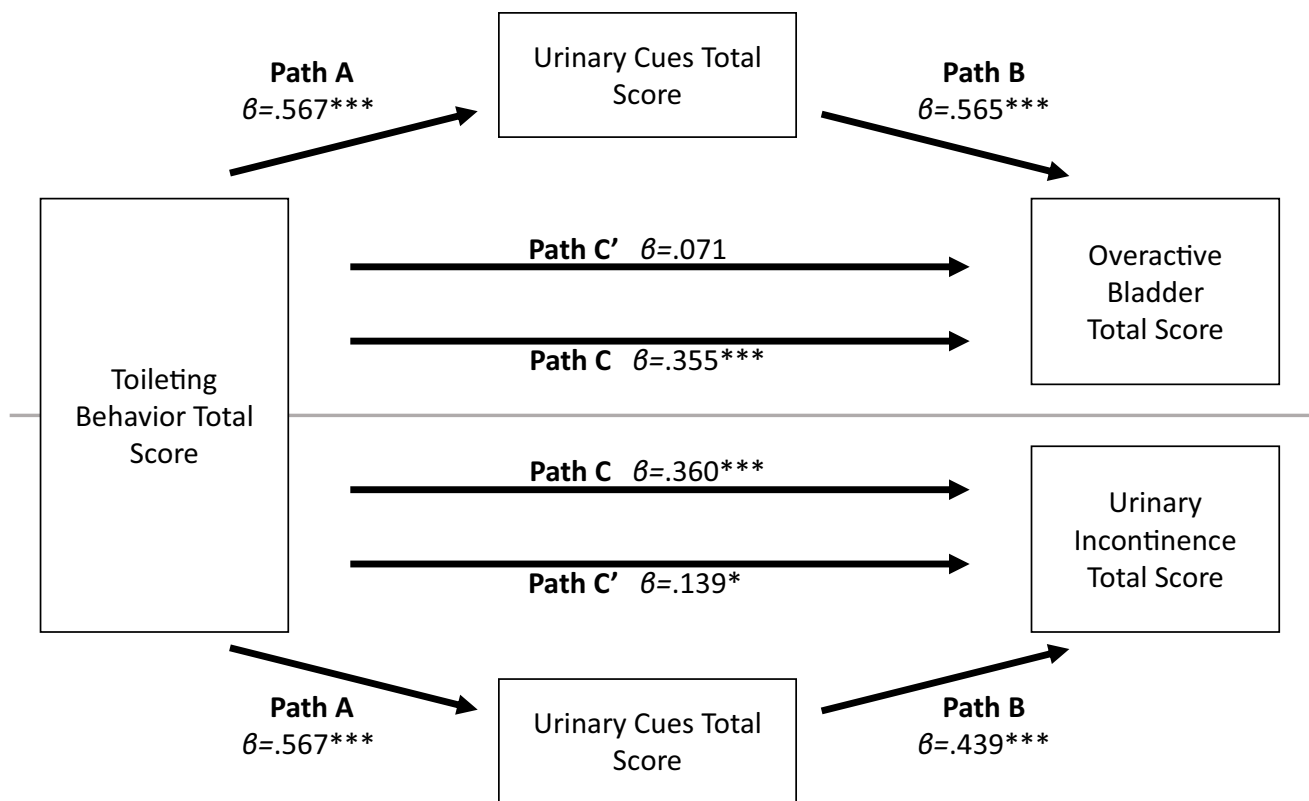 Urinary Cues Total
Score
Path A
β=.567***
Path B
β=.565***
Path C’ β=.071
Path C β=.355***
Overactive
Bladder
Total Score
Toileting
Behavior Total
Score
Path C β=.360***
Path C’ β=.139*
Urinary
Incontinence
Total Score
Path A
β=.567***
Urinary Cues Total
Score
Path B
β=.439***